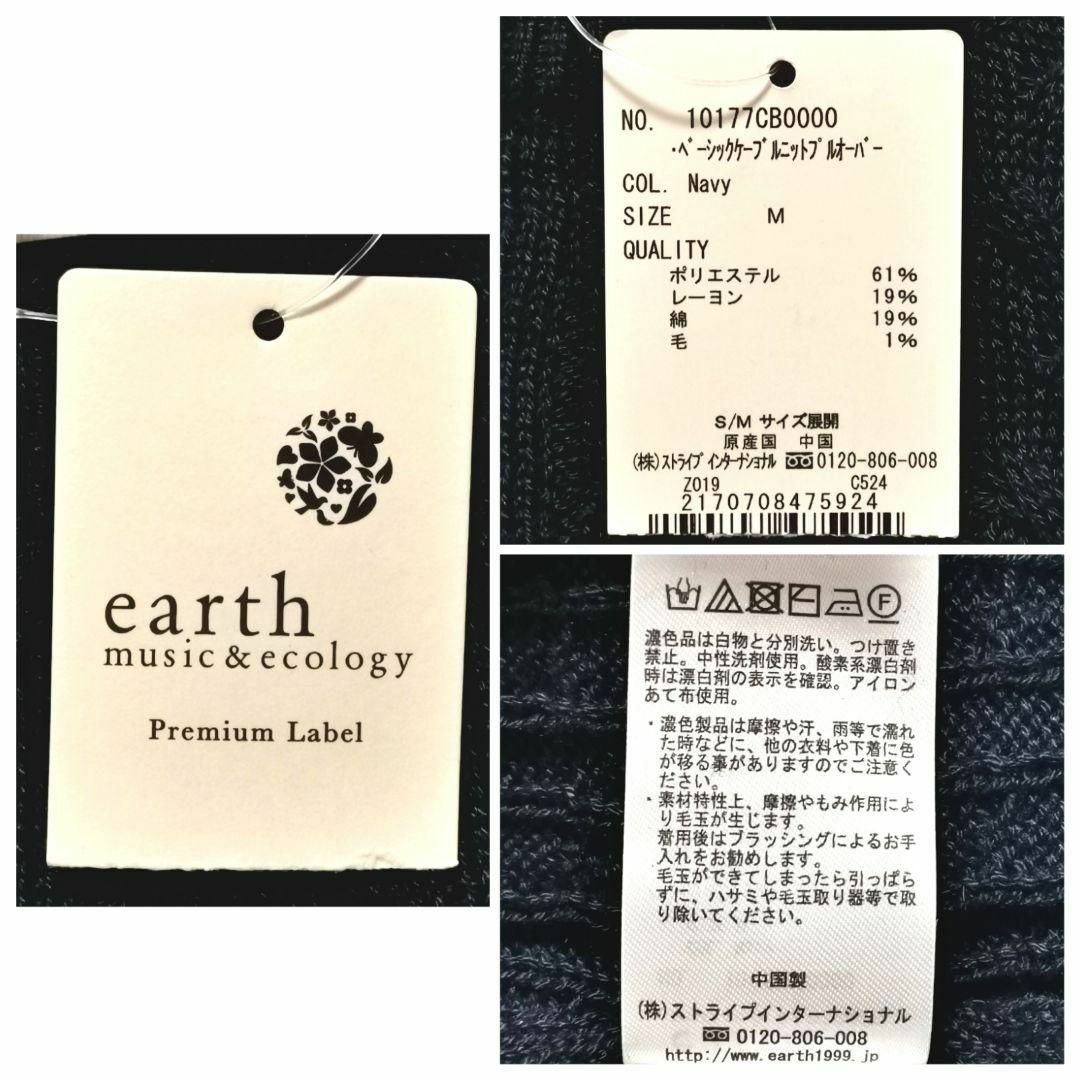 earth
music & ecology
Premium Label
NO. 10177CB0000
・ベーシックケーブルニットプルオーバー
COL. Navy
SIZE M
QUALITY
ポリエステル 61%
レーヨン 19%
綿 19%
毛 1%
S/M サイズ展開
原産国 中国
(株)ストライプインターナショナル 0120-806-008
Z019 C524
2170708475924
F
濃色品は白物と分別洗い。つけ置き
禁止。中性洗剤使用。酸素系漂白剤
時は漂白剤の表示を確認。アイロン
あて布使用。
・濃色製品は摩擦や汗、雨等で濡れ
た時などに、他の衣料や下着に色
が移る事がありますのでご注意く
ださい。
・素材特性上、摩擦やもみ作用によ
り毛玉が生じます。
着用後はブラッシングによるお手
入れをお勧めします。
毛玉ができてしまったら引っぱら
ずに、ハサミや毛玉取り器等で取
り除いてください。
中国製
(株)ストライプインターナショナル
0120-806-008
http://www.earth1999.jp